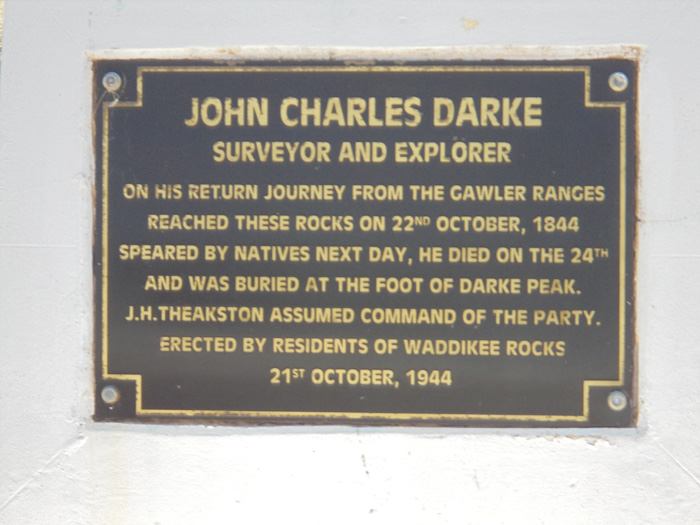 JOHN CHARLES DARKE
SURVEYOR AND EXPLORER
ON HIS RETURN JOURNEY FROM THE GAWLER RANGES
REACHED THESE ROCKS ON 22ND OCTOBER, 1844
SPEARED BY NATIVES NEXT DAY, HE DIED ON THE 24TH
AND WAS BURIED AT THE FOOT OF DARKE PEAK.
J.H.THEAKSTON ASSUMED COMMAND OF THE PARTY.
ERECTED BY RESIDENTS OF WADDIKEE ROCKS
21ST OCTOBER, 1944